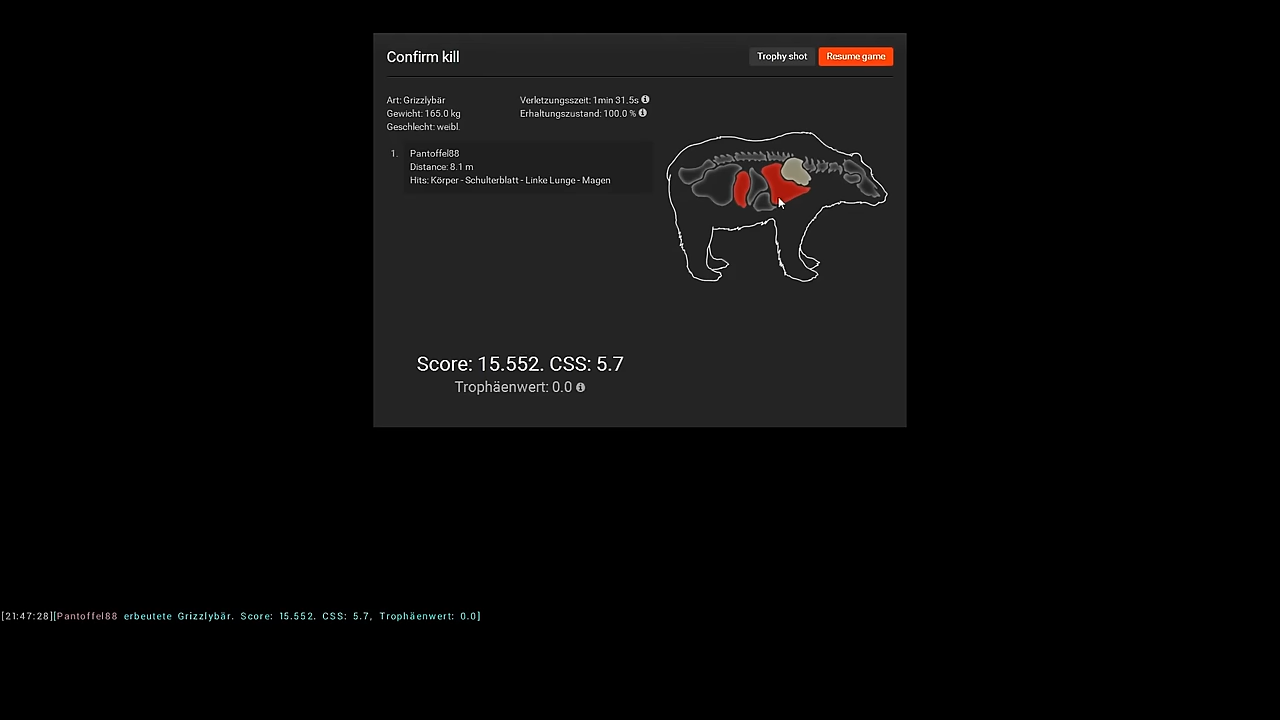 Confirm kill
Trophy shot
Resume game
Art: Grizzlybär
Verletzungsszeit: 1min 31.5s
Gewicht: 165.0 kg
Erhaltungszustand: 100.0 %
Geschlecht: weibl.
1.
Pantoffel88
Distance: 8.1 m
Hits: Körper - Schulterblatt - Linke Lunge - Magen
Score: 15.552. CSS: 5.7
Trophäenwert: 0.0
[21:47:28][Pantoffel88 erbeutete Grizzlybär. Score: 15.552. CSS: 5.7, Trophäenwert: 0.0]